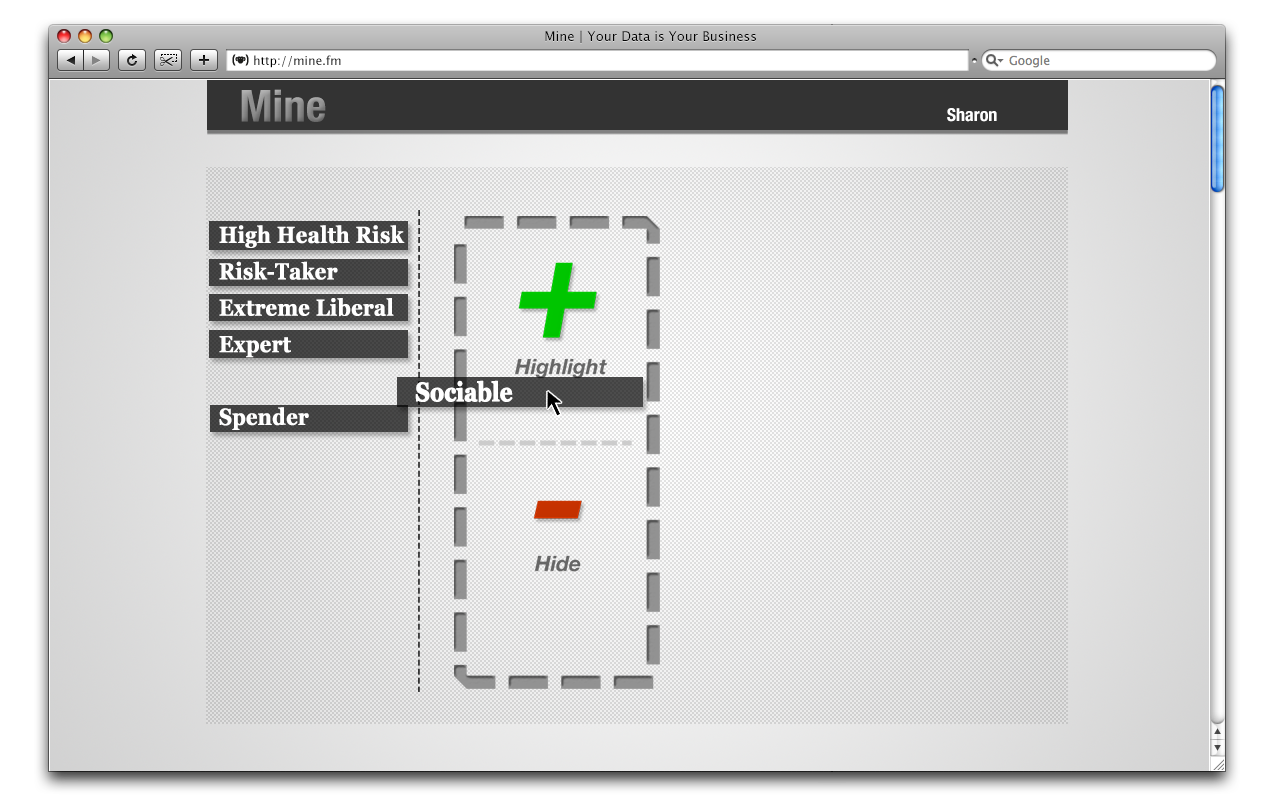 Mine | Your Data is Your Business
http://mine.fm
Google
Mine
Sharon
High Health Risk
Risk-Taker
Extreme Liberal
Expert
Spender
Highlight
Sociable
Hide